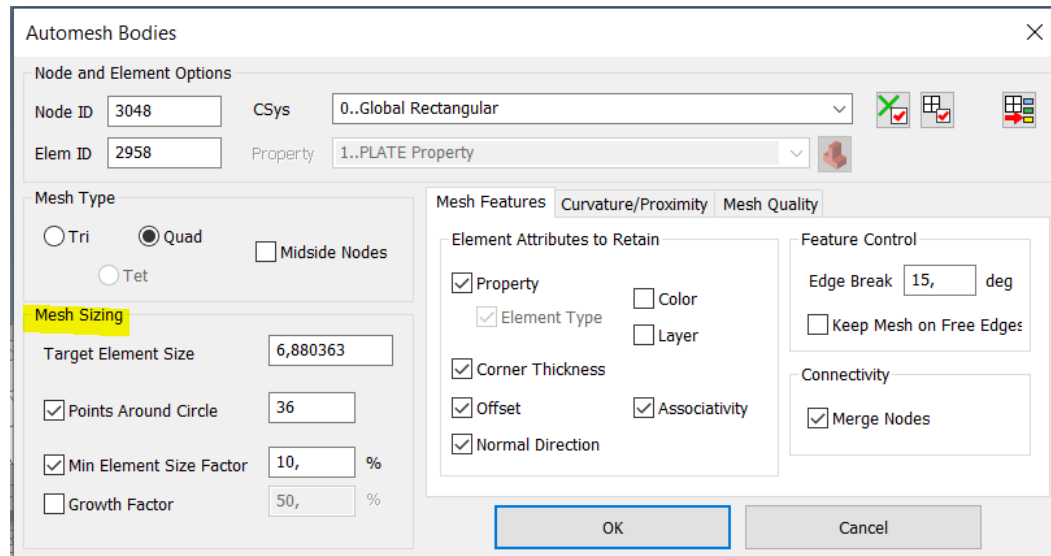 Automesh Bodies
Node and Element Options
Node ID 3048 CSys 0..Global Rectangular
Elem ID 2958 Property 1..PLATE Property
Mesh Type
Tri Quad Midside Nodes
Tet
Mesh Sizing
Target Element Size 6,880363
Points Around Circle 36
Min Element Size Factor 10, %
Growth Factor 50, %
Mesh Features Curvature/Proximity Mesh Quality
Element Attributes to Retain
Property
Element Type
Color
Layer
Corner Thickness
Offset Associativity
Normal Direction
Feature Control
Edge Break 15, deg
Keep Mesh on Free Edges
Connectivity
Merge Nodes
OK Cancel